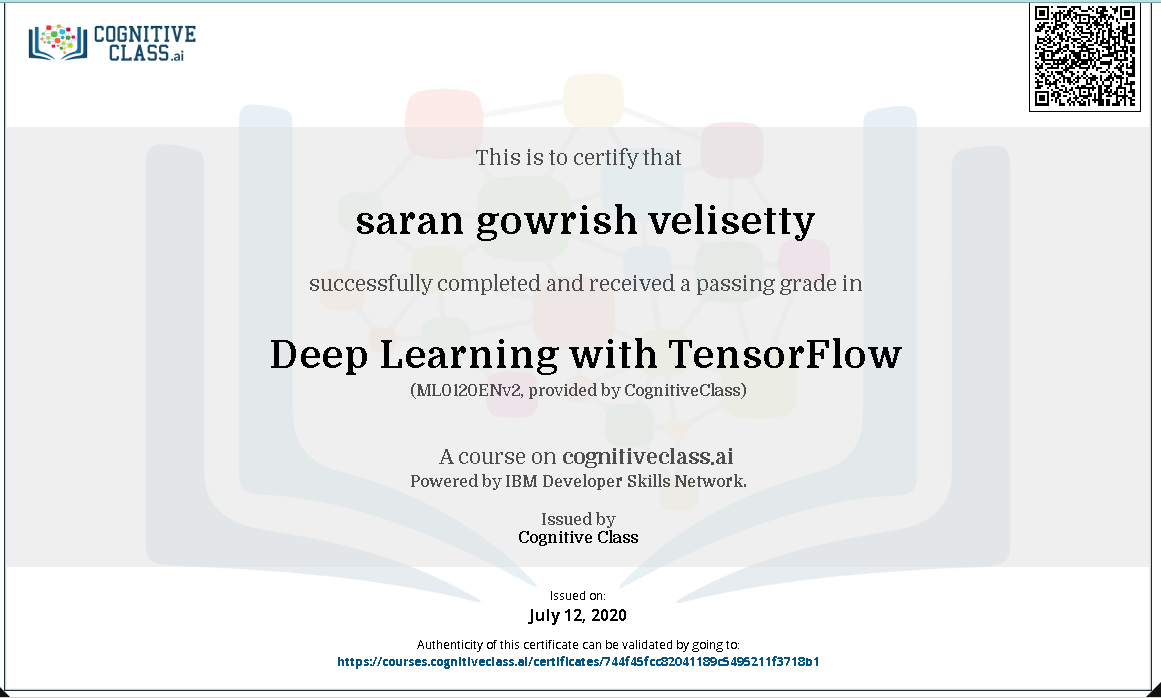 COGNITIVE
CLASS.ai
This is to certify that
saran gowrish velisetty
successfully completed and received a passing grade in
Deep Learning with TensorFlow
(ML0120ENv2, provided by CognitiveClass)
A course on cognitiveclass.ai
Powered by IBM Developer Skills Network.
Issued by
Cognitive Class
Issued on:
July 12, 2020
Authenticity of this certificate can be validated by going to:
https://courses.cognitiveclass.ai/certificates/744f45fcc82041189c5495211f3718b1